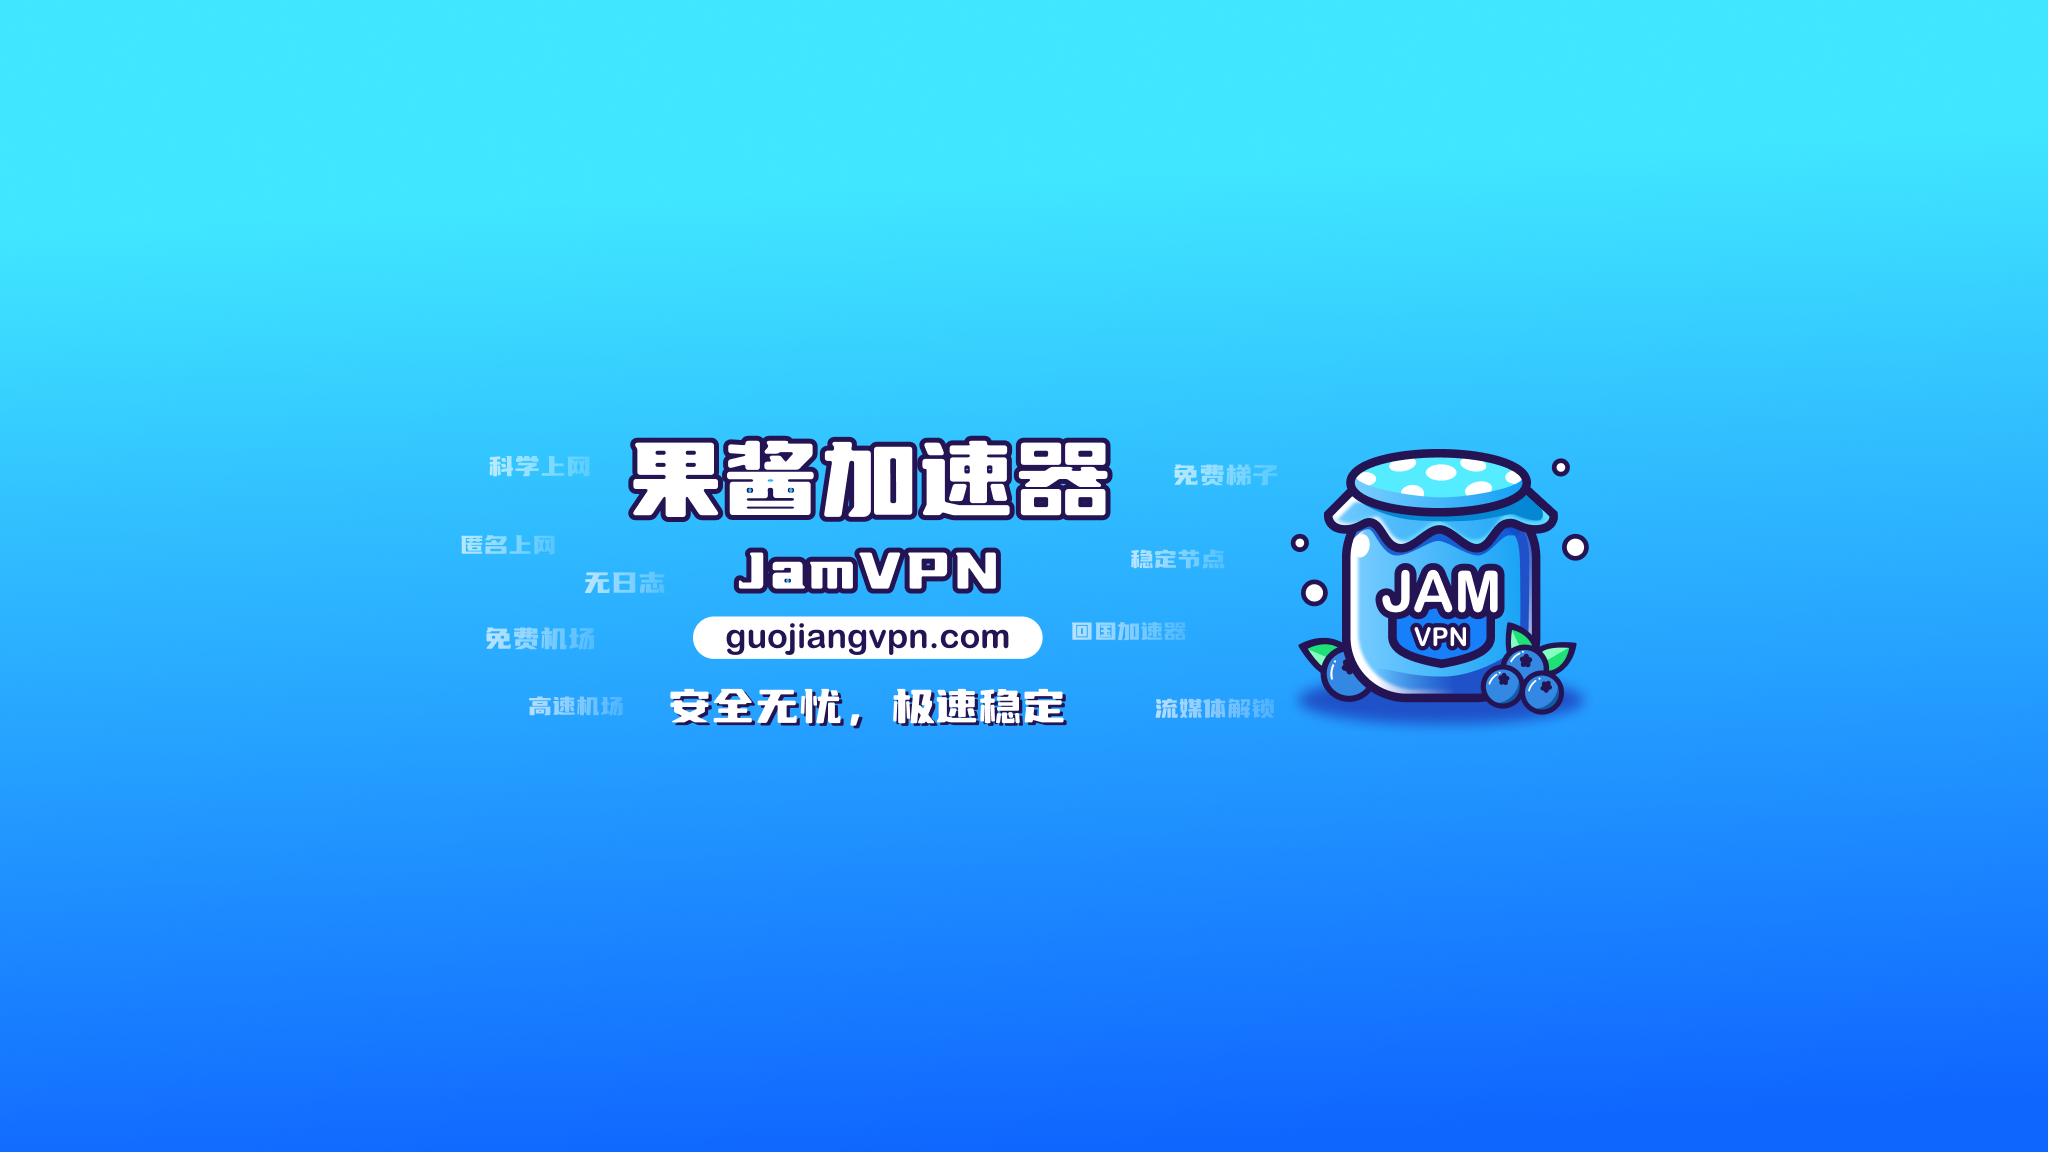 果酱加速器
JamVPN
guojiangvpn.com
安全无忧，极速稳定
科学上网
匿名上网
无日志
免费机场
高速机场
免费梯子
稳定节点
回国加速器
流媒体解锁
JAM
VPN